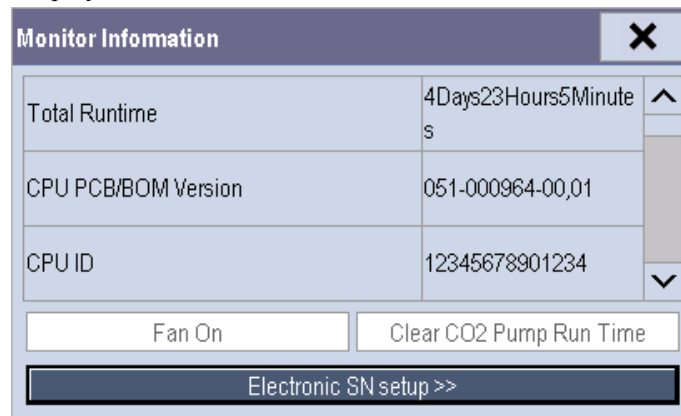 Monitor Information
Total Runtime
4Days23Hours5Minute
s
CPU PCB/BOM Version
051-000964-00,01
CPU ID
12345678901234
Fan On
Clear CO2 Pump Run Time
Electronic SN setup >>